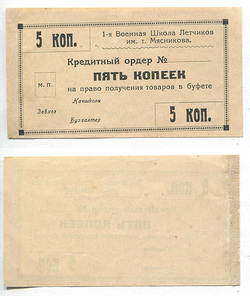 5 КОП.
1-я Военная Школа Летчиков
им. т. Мясникова.
Кредитный ордер №
М. П.
ПЯТЬ КОПЕЕК
на право получения товаров в буфете
Начшколы
Завхоз
Бухгалтер
5 КОП.